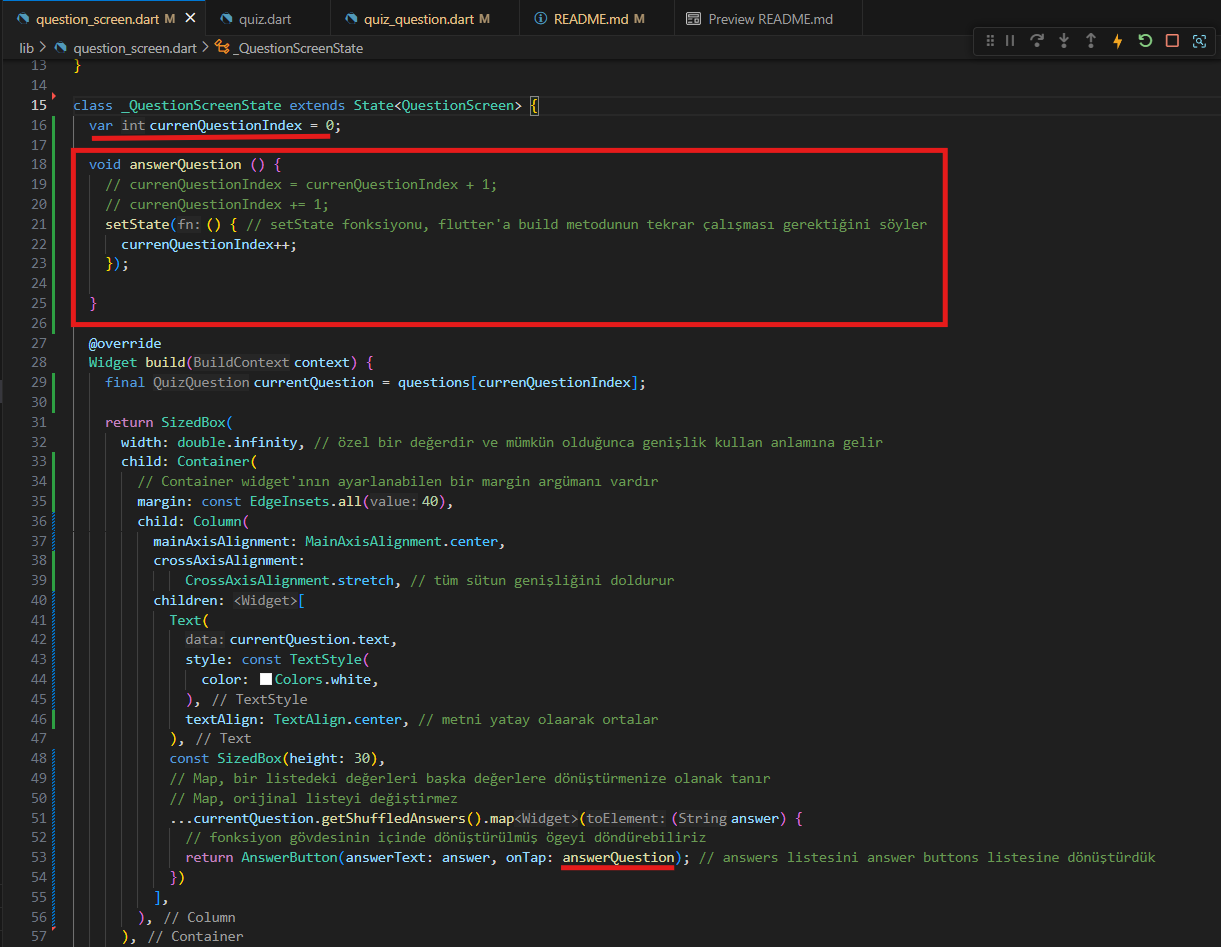 question_screen.dart M
quiz.dart
quiz_question.dart M
README.md M
Preview README.md
lib > question_screen.dart > _QuestionScreenState
13 }
14
15 class _QuestionScreenState extends State<QuestionScreen> {
16 var int currenQuestionIndex = 0;
17
18 void answerQuestion () {
19 // currenQuestionIndex = currenQuestionIndex + 1;
20 // currenQuestionIndex += 1;
21 setState(fn: () { // setState fonksiyonu, flutter'a build metodunun tekrar çalışması gerektiğini söyler
22 currenQuestionIndex++;
23 });
24
25 }
26
27 @override
28 Widget build(BuildContext context) {
29 final QuizQuestion currentQuestion = questions[currenQuestionIndex];
30
31 return SizedBox(
32 width: double.infinity, // özel bir değerdir ve mümkün olduğunca genişlik kullan anlamına gelir
33 child: Container(
34 // Container widget'ının ayarlanabilen bir margin argümanı vardır
35 margin: const EdgeInsets.all(value: 40),
36 child: Column(
37 mainAxisAlignment: MainAxisAlignment.center,
38 crossAxisAlignment:
39 CrossAxisAlignment.stretch, // tüm sütun genişliğini doldurur
40 children: <Widget>[
41 Text(
42 data: currentQuestion.text,
43 style: const TextStyle(
44 color: Colors.white,
45 ), // TextStyle
46 textAlign: TextAlign.center, // metni yatay olaarak ortalar
47 ), // Text
48 const SizedBox(height: 30),
49 // Map, bir listedeki değerleri başka değerlere dönüştürmenize olanak tanır
50 // Map, orijinal listeyi değiştirmez
51 ...currentQuestion.getShuffledAnswers().map<Widget>(toElement: (String answer) {
52 // fonksiyon gövdesinin içinde dönüştürülmüş ögeyi döndürebiliriz
53 return AnswerButton(answerText: answer, onTap: answerQuestion); // answers listesini answer buttons listesine dönüştürdük
54 })
55 ],
56 ), // Column
57 ), // Container